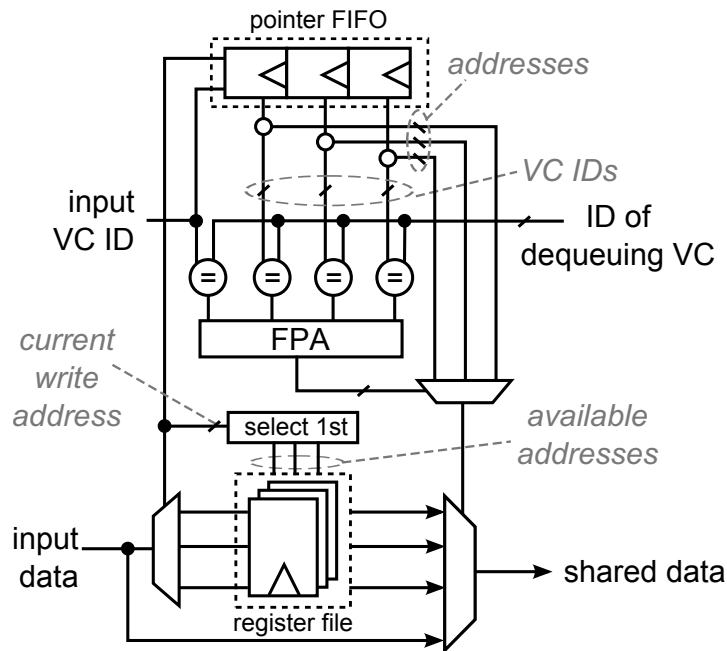 pointer FIFO
addresses
VC IDs
input
VC ID
ID of
dequeuing VC
= = = =
FPA
current
write
address
select 1st
available
addresses
input
data
shared data
register file